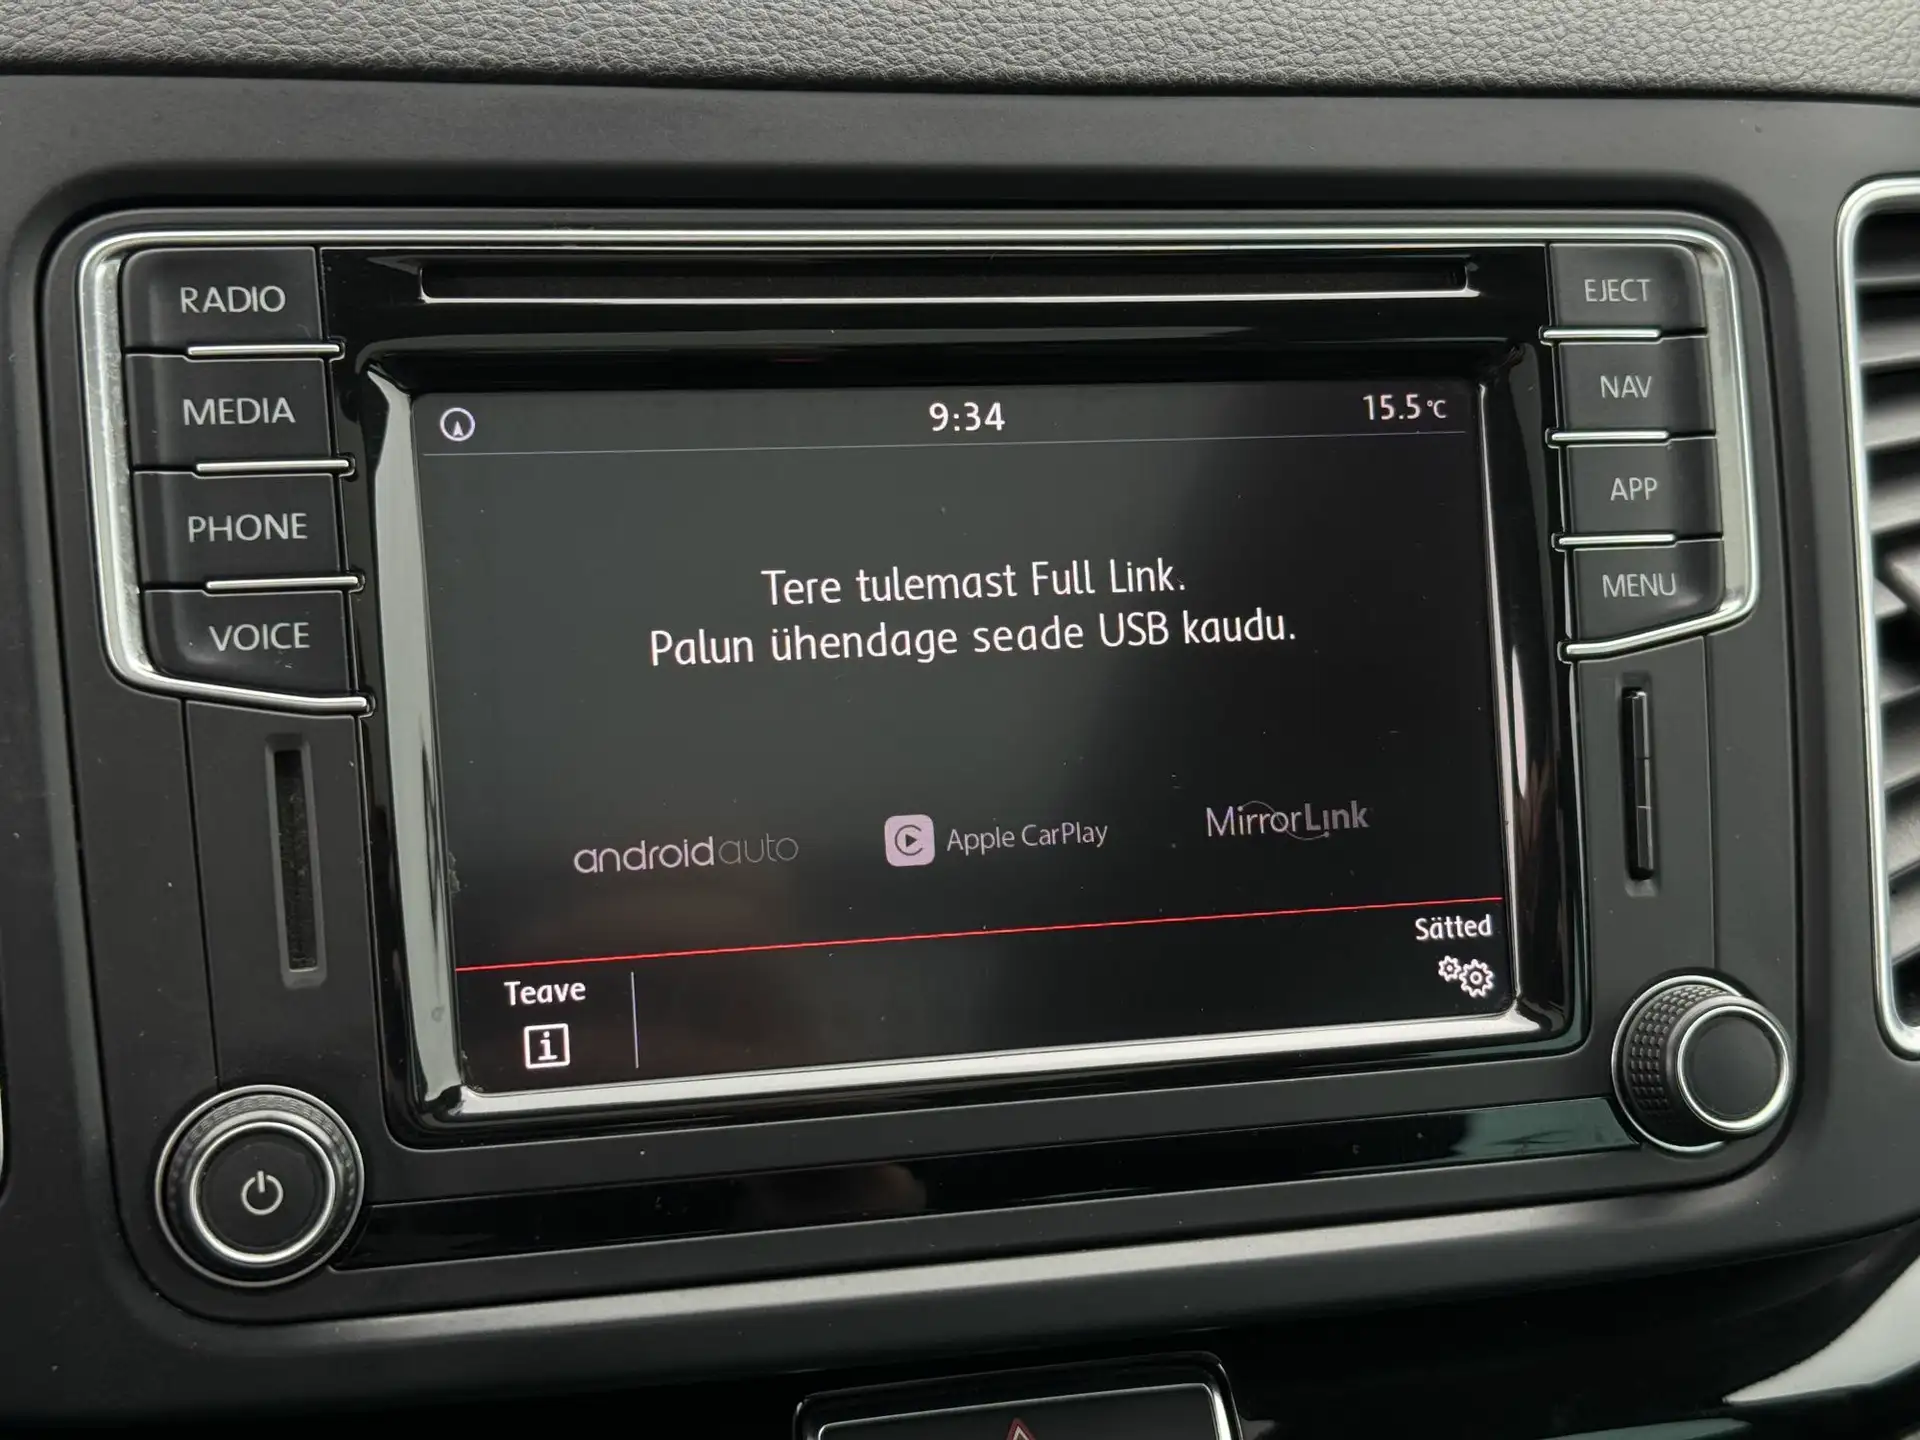 RADIO
MEDIA
PHONE
VOICE
EJECT
NAV
APP
MENU
9:34
15.5°C
Tere tulemast Full Link.
Palun ühendage seade USB kaudu.
androidauto
Apple CarPlay
MirrorLink
Teave
Sätted